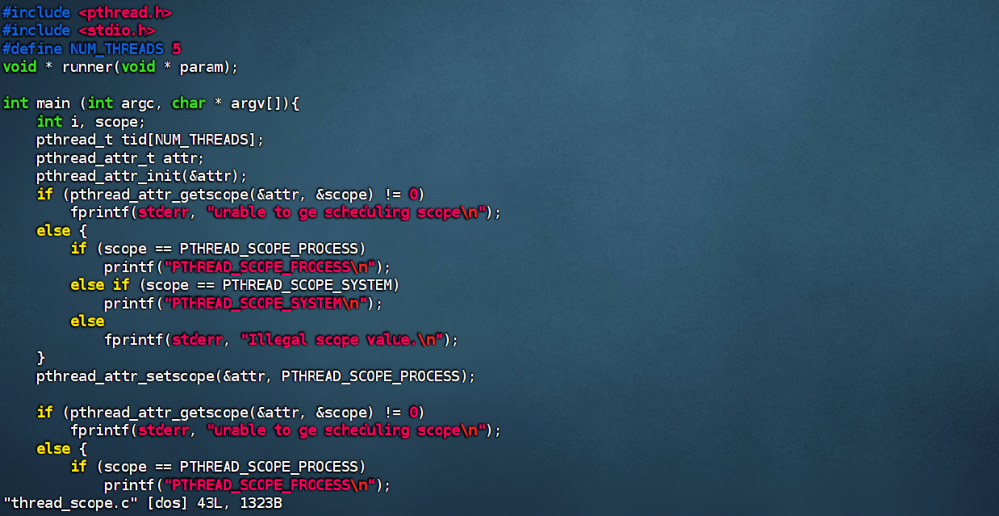 #include <pthread.h>
#include <stdio.h>
#define NUM_THREADS 5
void * runner(void * param);

int main (int argc, char * argv[]){
    int i, scope;
    pthread_t tid[NUM_THREADS];
    pthread_attr_t attr;
    pthread_attr_init(&attr);
    if (pthread_attr_getscope(&attr, &scope) != 0)
        fprintf(stderr, "unable to ge scheduling scope\n");
    else {
        if (scope == PTHREAD_SCOPE_PROCESS)
            printf("PTHREAD_SCOPE_PROCESS\n");
        else if (scope == PTHREAD_SCOPE_SYSTEM)
            printf("PTHREAD_SCOPE_SYSTEM\n");
        else
            fprintf(stderr, "Illegal scope value.\n");
    }
    pthread_attr_setscope(&attr, PTHREAD_SCOPE_PROCESS);

    if (pthread_attr_getscope(&attr, &scope) != 0)
        fprintf(stderr, "unable to ge scheduling scope\n");
    else {
        if (scope == PTHREAD_SCOPE_PROCESS)
            printf("PTHREAD_SCOPE_PROCESS\n");
"thread_scope.c" [dos] 43L, 1323B